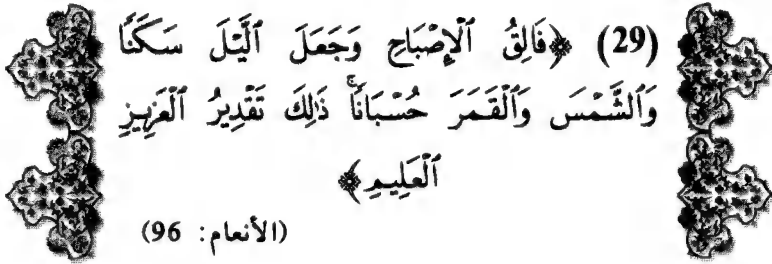 (29) ﴿فَالِقُ ٱلْإِصْبَاحِ وَجَعَلَ ٱلَّيْلَ سَكَنًا
وَٱلشَّمْسَ وَٱلْقَمَرَ حُسْبَانًاۚ ذَٰلِكَ تَقْدِيرُ ٱلْعَزِيزِ
ٱلْعَلِيمِ﴾
(الأنعام: 96)